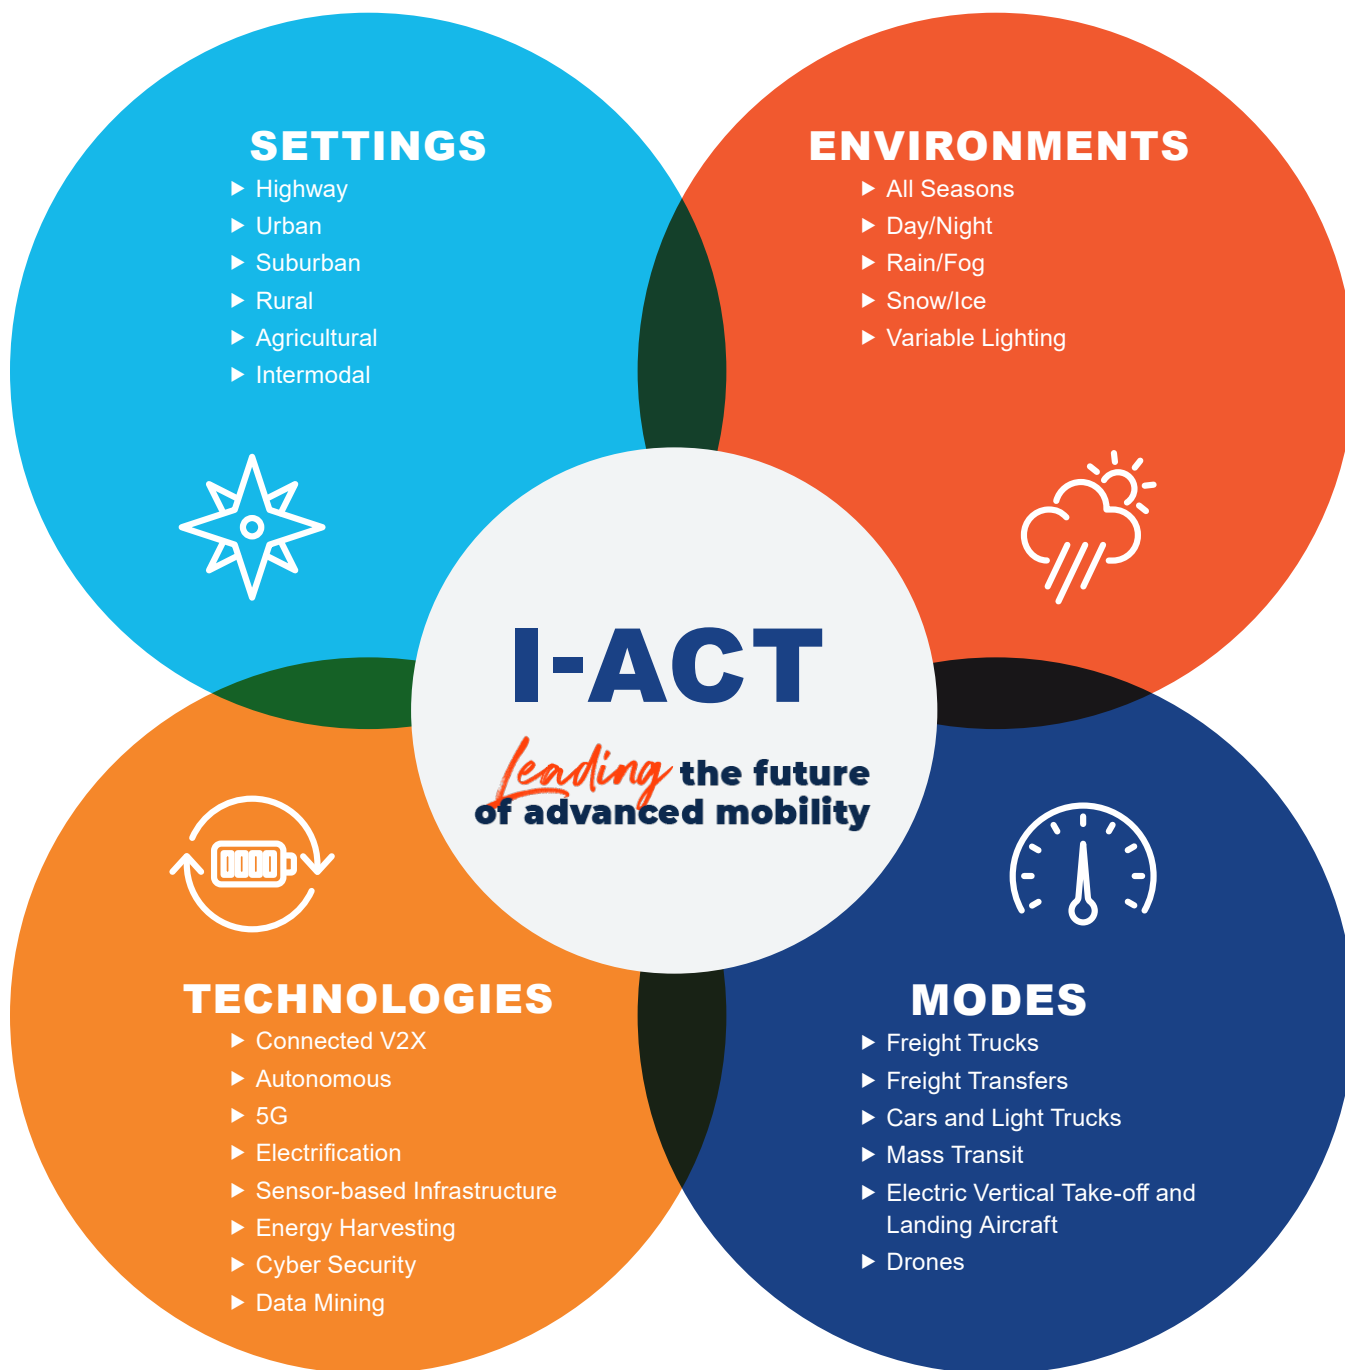 SETTINGS
Highway
Urban
Suburban
Rural
Agricultural
Intermodal
ENVIRONMENTS
All Seasons
Day/Night
Rain/Fog
Snow/Ice
Variable Lighting
I-ACT
Leading the future
of advanced mobility
TECHNOLOGIES
Connected V2X
Autonomous
5G
Electrification
Sensor-based Infrastructure
Energy Harvesting
Cyber Security
Data Mining
MODES
Freight Trucks
Freight Transfers
Cars and Light Trucks
Mass Transit
Electric Vertical Take-off and
Landing Aircraft
Drones